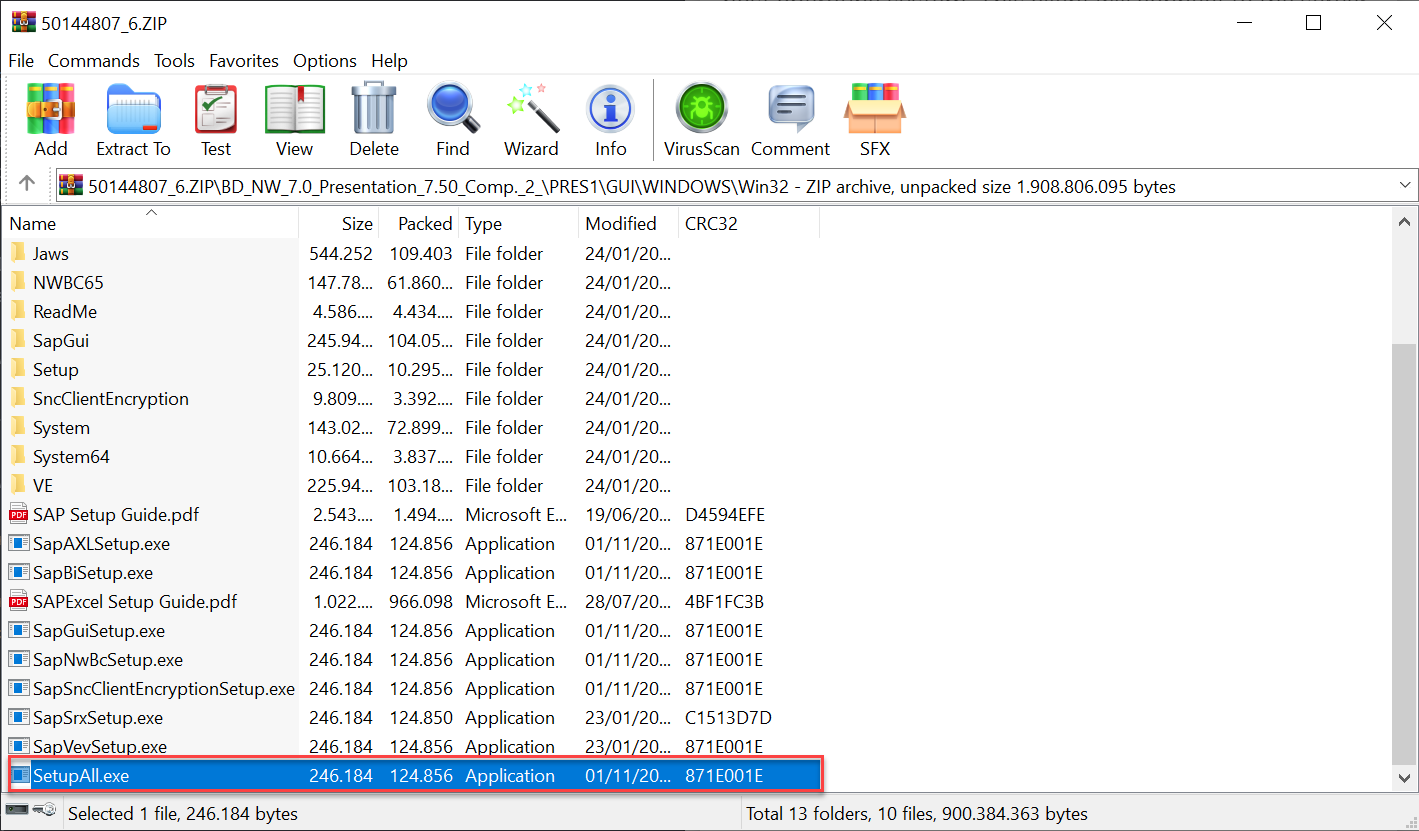 50144807_6.ZIP
File Commands Tools Favorites Options Help
Add Extract To Test View Delete Find Wizard Info VirusScan Comment SFX
50144807_6.ZIP\BD_NW_7.0_Presentation_7.50_Comp._2_\PRES1\GUI\WINDOWS\Win32 - ZIP archive, unpacked size 1.908.806.095 bytes
Name Size Packed Type Modified CRC32
Jaws 544.252 109.403 File folder 24/01/20...
NWBC65 147.78... 61.860... File folder 24/01/20...
ReadMe 4.586.... 4.434.... File folder 24/01/20...
SapGui 245.94... 104.05... File folder 24/01/20...
Setup 25.120... 10.295... File folder 24/01/20...
SncClientEncryption 9.809.... 3.392.... File folder 24/01/20...
System 143.02... 72.899... File folder 24/01/20...
System64 10.664... 3.837.... File folder 24/01/20...
VE 225.94... 103.18... File folder 24/01/20...
PDF SAP Setup Guide.pdf 2.543.... 1.494.... Microsoft E... 19/06/20... D4594EFE
SapAXLSetup.exe 246.184 124.856 Application 01/11/20... 871E001E
SapBiSetup.exe 246.184 124.856 Application 01/11/20... 871E001E
PDF SAPExcel Setup Guide.pdf 1.022.... 966.098 Microsoft E... 28/07/20... 4BF1FC3B
SapGuiSetup.exe 246.184 124.856 Application 01/11/20... 871E001E
SapNwBcSetup.exe 246.184 124.856 Application 01/11/20... 871E001E
SapSncClientEncryptionSetup.exe 246.184 124.856 Application 01/11/20... 871E001E
SapSrxSetup.exe 246.184 124.850 Application 23/01/20... C1513D7D
SapVevSetup.exe 246.184 124.856 Application 23/01/20... 871E001E
SetupAll.exe 246.184 124.856 Application 01/11/20... 871E001E
Selected 1 file, 246.184 bytes Total 13 folders, 10 files, 900.384.363 bytes